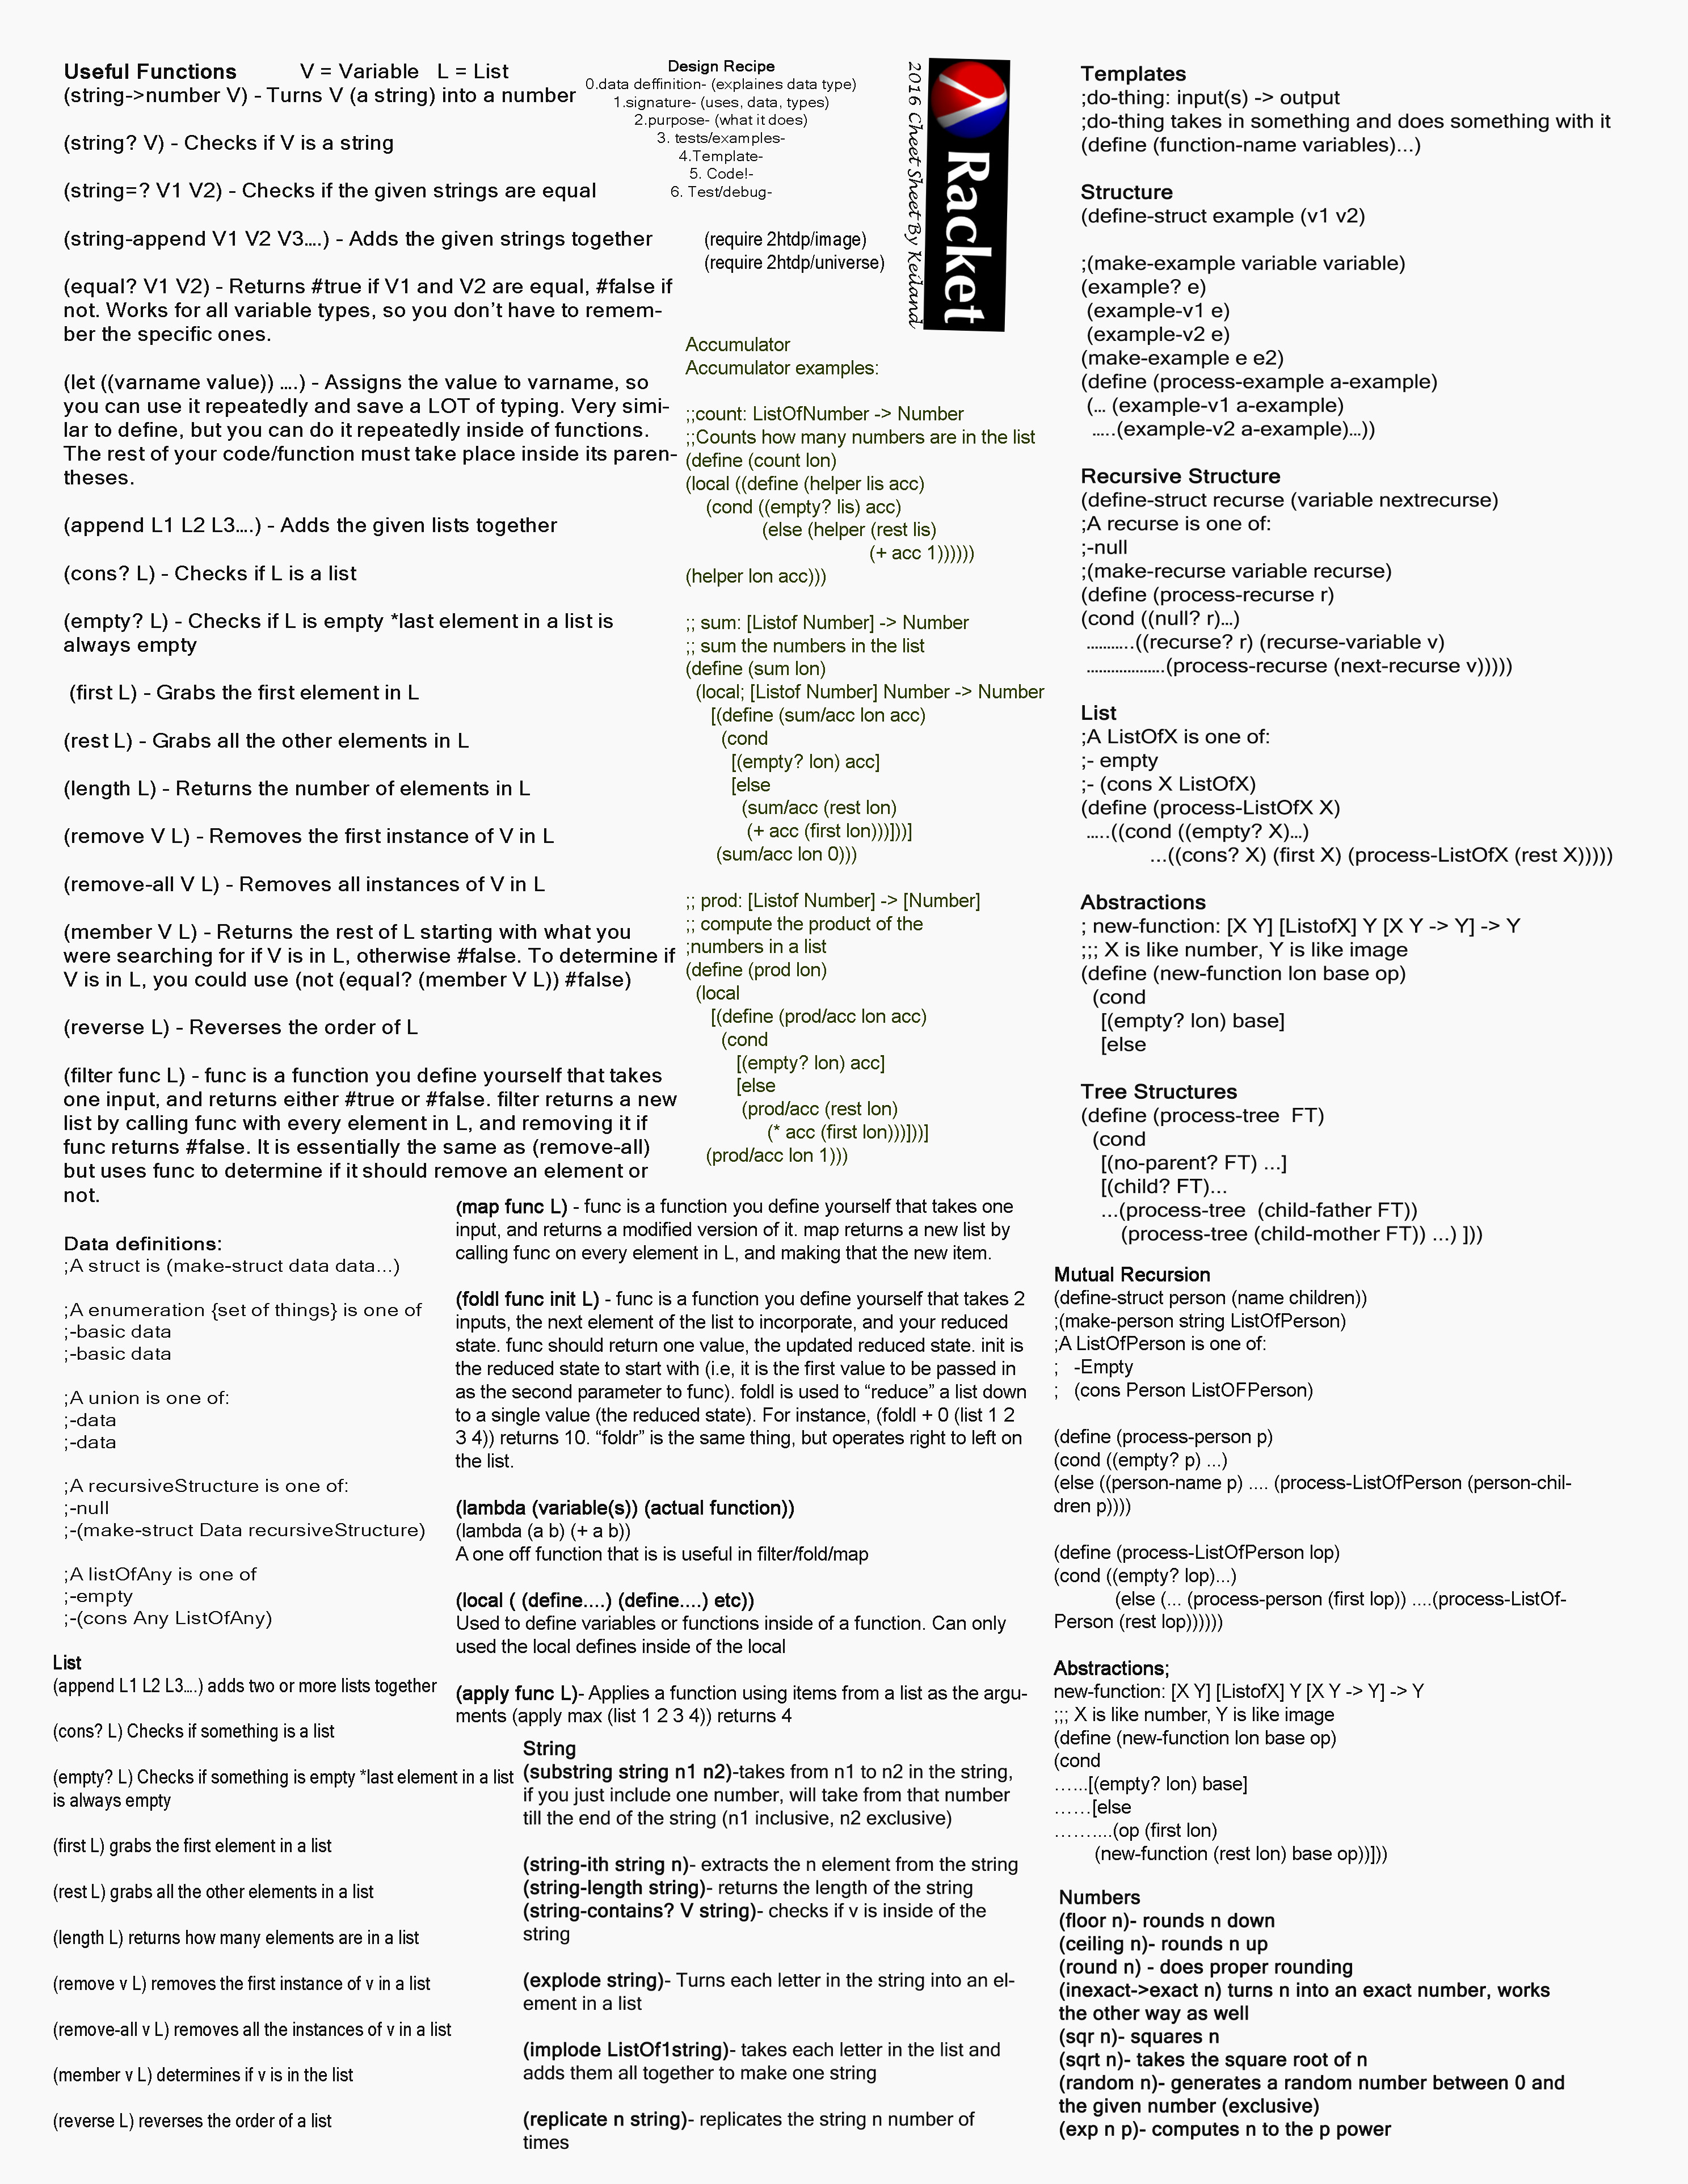 Useful Functions V = Variable L = List
(string->number V) - Turns V (a string) into a number
(string? V) - Checks if V is a string
(string=? V1 V2) - Checks if the given strings are equal
(string-append V1 V2 V3....) - Adds the given strings together
(equal? V1 V2) - Returns #true if V1 and V2 are equal, #false if
not. Works for all variable types, so you don't have to remem-
ber the specific ones.
(let ((varname value)) ....) - Assigns the value to varname, so
you can use it repeatedly and save a LOT of typing. Very simi-
lar to define, but you can do it repeatedly inside of functions.
The rest of your code/function must take place inside its paren-
theses.
(append L1 L2 L3....) - Adds the given lists together
(cons? L) - Checks if L is a list
(empty? L) - Checks if L is empty *last element in a list is
always empty
(first L) - Grabs the first element in L
(rest L) - Grabs all the other elements in L
(length L) - Returns the number of elements in L
(remove V L) - Removes the first instance of V in L
(remove-all V L) - Removes all instances of V in L
(member V L) - Returns the rest of L starting with what you
were searching for if V is in L, otherwise #false. To determine if
V is in L, you could use (not (equal? (member V L)) #false)
(reverse L) - Reverses the order of L
(filter func L) - func is a function you define yourself that takes
one input, and returns either #true or #false. filter returns a new
list by calling func with every element in L, and removing it if
func returns #false. It is essentially the same as (remove-all)
but uses func to determine if it should remove an element or
not.
Data definitions:
;A struct is (make-struct data data...)
;A enumeration {set of things} is one of
;-basic data
;-basic data
;A union is one of:
;-data
;-data
;A recursiveStructure is one of:
;-null
;-(make-struct Data recursiveStructure)
;A listOfAny is one of
;-empty
;-(cons Any ListOfAny)
List
(append L1 L2 L3....) adds two or more lists together
(cons? L) Checks if something is a list
(empty? L) Checks if something is empty *last element in a list
is always empty
(first L) grabs the first element in a list
(rest L) grabs all the other elements in a list
(length L) returns how many elements are in a list
(remove v L) removes the first instance of v in a list
(remove-all v L) removes all the instances of v in a list
(member v L) determines if v is in the list
(reverse L) reverses the order of a list
Design Recipe
0.data deffinition- (explaines data type)
1.signature- (uses, data, types)
2.purpose- (what it does)
3. tests/examples-
4.Template-
5. Code!-
6. Test/debug-
(require 2htdp/image)
(require 2htdp/universe)
2016 Cheet Sheet By Keiland
Racket
Accumulator
Accumulator examples:
;;count: ListOfNumber -> Number
;;Counts how many numbers are in the list
(define (count lon)
(local ((define (helper lis acc)
(cond ((empty? lis) acc)
(else (helper (rest lis)
(+ acc 1))))))
(helper lon acc)))
;; sum: [Listof Number] -> Number
;; sum the numbers in the list
(define (sum lon)
(local; [Listof Number] Number -> Number
[(define (sum/acc lon acc)
(cond
[(empty? lon) acc]
[else
(sum/acc (rest lon)
(+ acc (first lon)))]))]
(sum/acc lon 0)))
;; prod: [Listof Number] -> [Number]
;; compute the product of the
;numbers in a list
(define (prod lon)
(local
[(define (prod/acc lon acc)
(cond
[(empty? lon) acc]
[else
(prod/acc (rest lon)
(* acc (first lon)))]))]
(prod/acc lon 1)))
(map func L) - func is a function you define yourself that takes one
input, and returns a modified version of it. map returns a new list by
calling func on every element in L, and making that the new item.
(foldl func init L) - func is a function you define yourself that takes 2
inputs, the next element of the list to incorporate, and your reduced
state. func should return one value, the updated reduced state. init is
the reduced state to start with (i.e, it is the first value to be passed in
as the second parameter to func). foldl is used to “reduce” a list down
to a single value (the reduced state). For instance, (foldl + 0 (list 1 2
3 4)) returns 10. “foldr” is the same thing, but operates right to left on
the list.
(lambda (variable(s)) (actual function))
(lambda (a b) (+ a b))
A one off function that is is useful in filter/fold/map
(local ( (define....) (define....) etc))
Used to define variables or functions inside of a function. Can only
used the local defines inside of the local
(apply func L)- Applies a function using items from a list as the argu-
ments (apply max (list 1 2 3 4)) returns 4
String
(substring string n1 n2)-takes from n1 to n2 in the string,
if you just include one number, will take from that number
till the end of the string (n1 inclusive, n2 exclusive)
(string-ith string n)- extracts the n element from the string
(string-length string)- returns the length of the string
(string-contains? V string)- checks if v is inside of the
string
(explode string)- Turns each letter in the string into an el-
ement in a list
(implode ListOf1string)- takes each letter in the list and
adds them all together to make one string
(replicate n string)- replicates the string n number of
times
Templates
;do-thing: input(s) -> output
;do-thing takes in something and does something with it
(define (function-name variables)...)
Structure
(define-struct example (v1 v2)
;(make-example variable variable)
(example? e)
(example-v1 e)
(example-v2 e)
(make-example e e2)
(define (process-example a-example)
(... (example-v1 a-example)
.....(example-v2 a-example)...))
Recursive Structure
(define-struct recurse (variable nextrecurse)
;A recurse is one of:
;-null
;(make-recurse variable recurse)
(define (process-recurse r)
(cond ((null? r)...)
...........((recurse? r) (recurse-variable v)
...................(process-recurse (next-recurse v)))))
List
;A ListOfX is one of:
;- empty
;- (cons X ListOfX)
(define (process-ListOfX X)
.....((cond ((empty? X)...)
...((cons? X) (first X) (process-ListOfX (rest X)))))
Abstractions
; new-function: [X Y] [ListofX] Y [X Y -> Y] -> Y
;;; X is like number, Y is like image
(define (new-function lon base op)
(cond
[(empty? lon) base]
[else
Tree Structures
(define (process-tree FT)
(cond
[(no-parent? FT) ...]
[(child? FT)...
...(process-tree (child-father FT))
(process-tree (child-mother FT)) ...) ]))
Mutual Recursion
(define-struct person (name children))
;(make-person string ListOfPerson)
;A ListOfPerson is one of:
; -Empty
; (cons Person ListOFPerson)
(define (process-person p)
(cond ((empty? p) ...)
(else ((person-name p) .... (process-ListOfPerson (person-chil-
dren p))))
(define (process-ListOfPerson lop)
(cond ((empty? lop)...)
(else (... (process-person (first lop)) ....(process-ListOf-
Person (rest lop))))))
Abstractions;
new-function: [X Y] [ListofX] Y [X Y -> Y] -> Y
;;; X is like number, Y is like image
(define (new-function lon base op)
(cond
......[(empty? lon) base]
......[else
.........(op (first lon)
(new-function (rest lon) base op))]))
Numbers
(floor n)- rounds n down
(ceiling n)- rounds n up
(round n) - does proper rounding
(inexact->exact n) turns n into an exact number, works
the other way as well
(sqr n)- squares n
(sqrt n)- takes the square root of n
(random n)- generates a random number between 0 and
the given number (exclusive)
(exp n p)- computes n to the p power